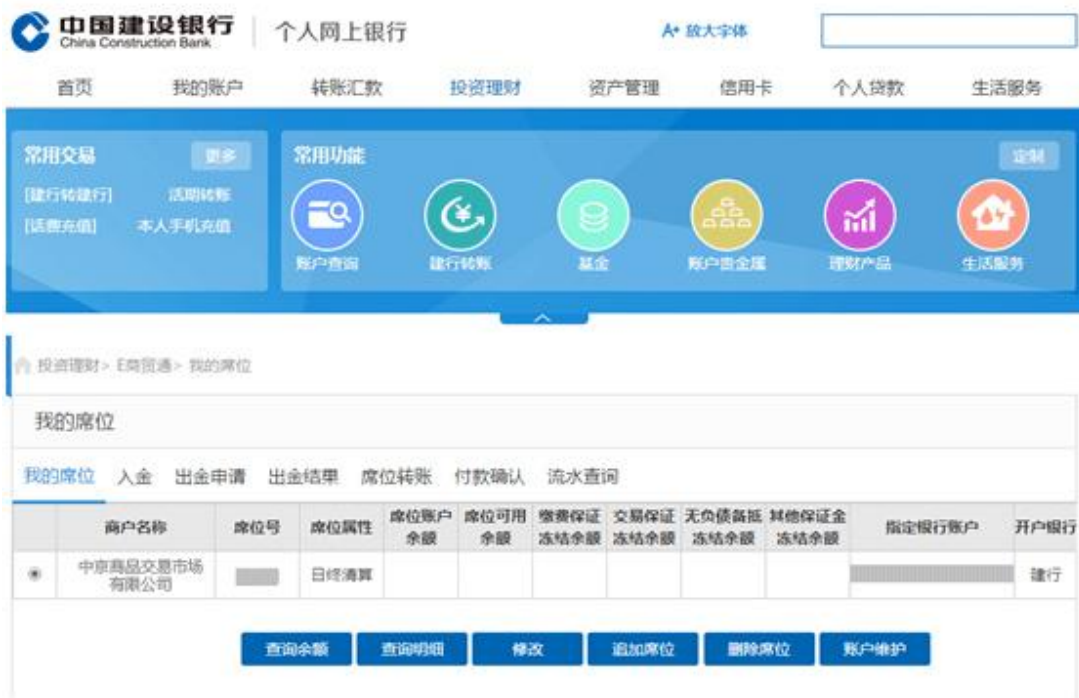 中国建设银行 个人网上银行 A+ 放大字体
China Construction Bank
首页 我的账户 转账汇款 投资理财 资产管理 信用卡 个人贷款 生活服务
常用交易 更多 常用功能 定制
[建行转建行] 活期转账
[话费充值] 本人手机充值
账户查询 建行转账 基金 账户贵金属 理财产品 生活服务
投资理财> E商贸通> 我的席位
我的席位
我的席位 入金 出金申请 出金结果 席位转账 付款确认 流水查询
商户名称 席位号 席位属性 席位账户余额 席位可用余额 缴费保证冻结余额 交易保证冻结余额 无负债备抵冻结余额 其他保证金冻结余额 指定银行账户 开户银行
中京商品交易市场有限公司 日终清算 建行
查询余额 查询明细 修改 追加席位 删除席位 账户维护